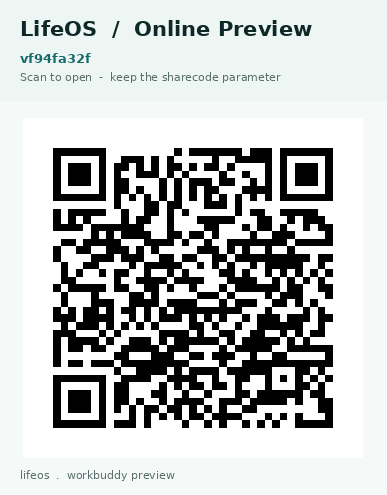 LifeOS  /  Online Preview
vf94fa32f
Scan to open  -  keep the sharecode parameter
lifeos  .  workbuddy preview